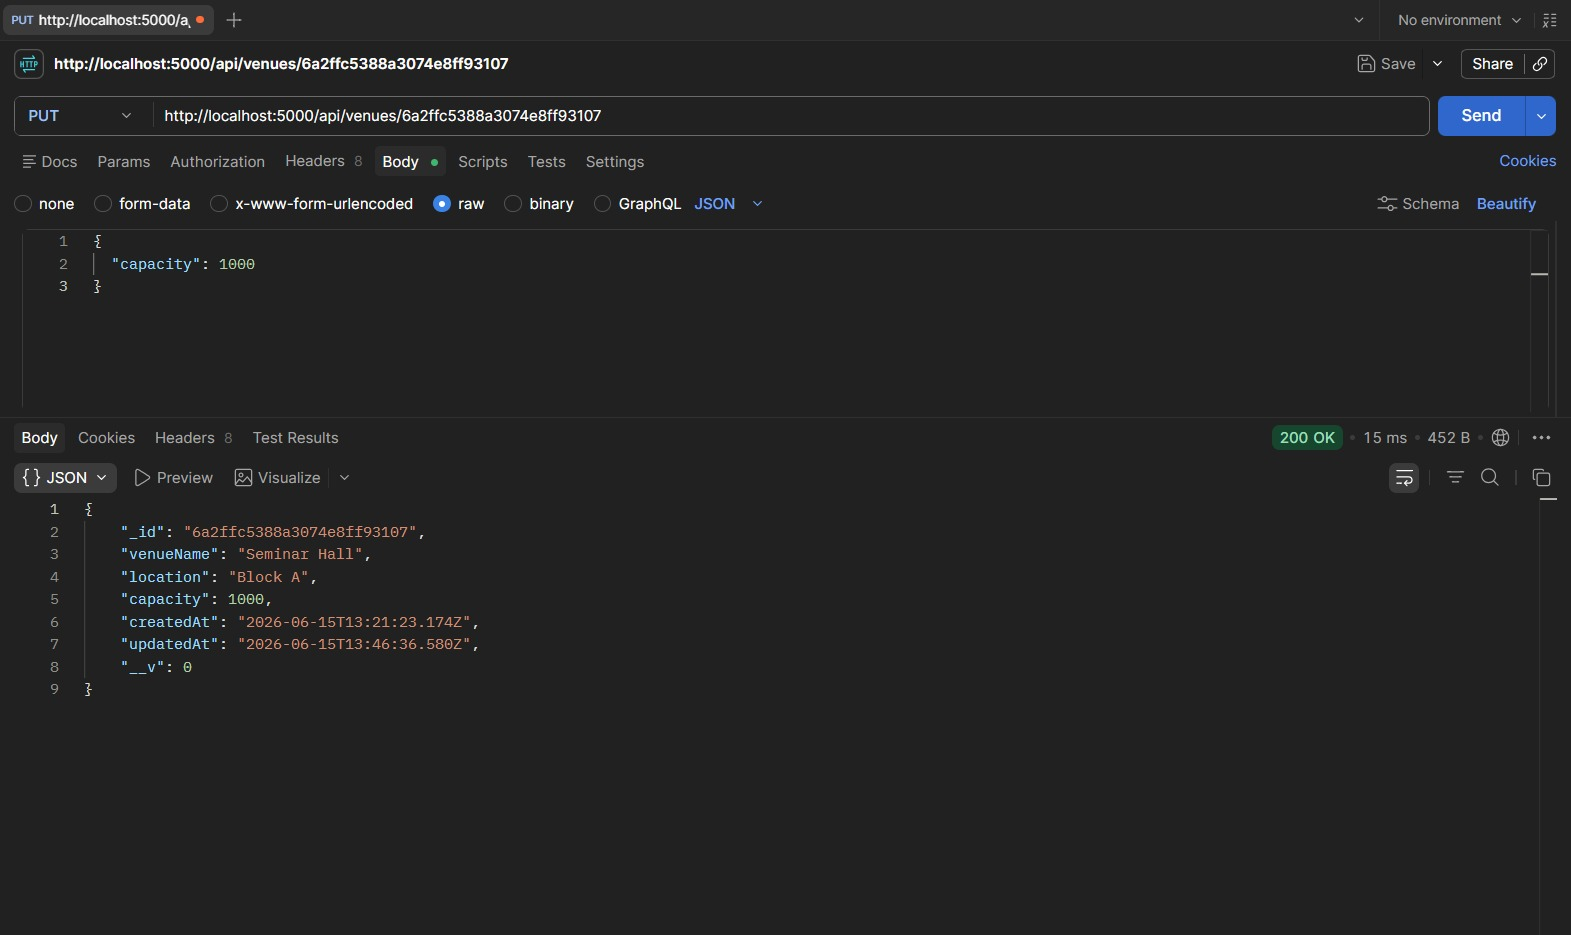 PUT http://localhost:5000/a
No environment
HTTP http://localhost:5000/api/venues/6a2ffc5388a3074e8ff93107
Save Share
PUT http://localhost:5000/api/venues/6a2ffc5388a3074e8ff93107 Send
Docs Params Authorization Headers 8 Body Scripts Tests Settings Cookies
none form-data x-www-form-urlencoded raw binary GraphQL JSON Schema Beautify
1 {
2 "capacity": 1000
3 }
Body Cookies Headers 8 Test Results 200 OK • 15 ms • 452 B •
{} JSON Preview Visualize
1 {
2 "_id": "6a2ffc5388a3074e8ff93107",
3 "venueName": "Seminar Hall",
4 "location": "Block A",
5 "capacity": 1000,
6 "createdAt": "2026-06-15T13:21:23.174Z",
7 "updatedAt": "2026-06-15T13:46:36.580Z",
8 "__v": 0
9 }